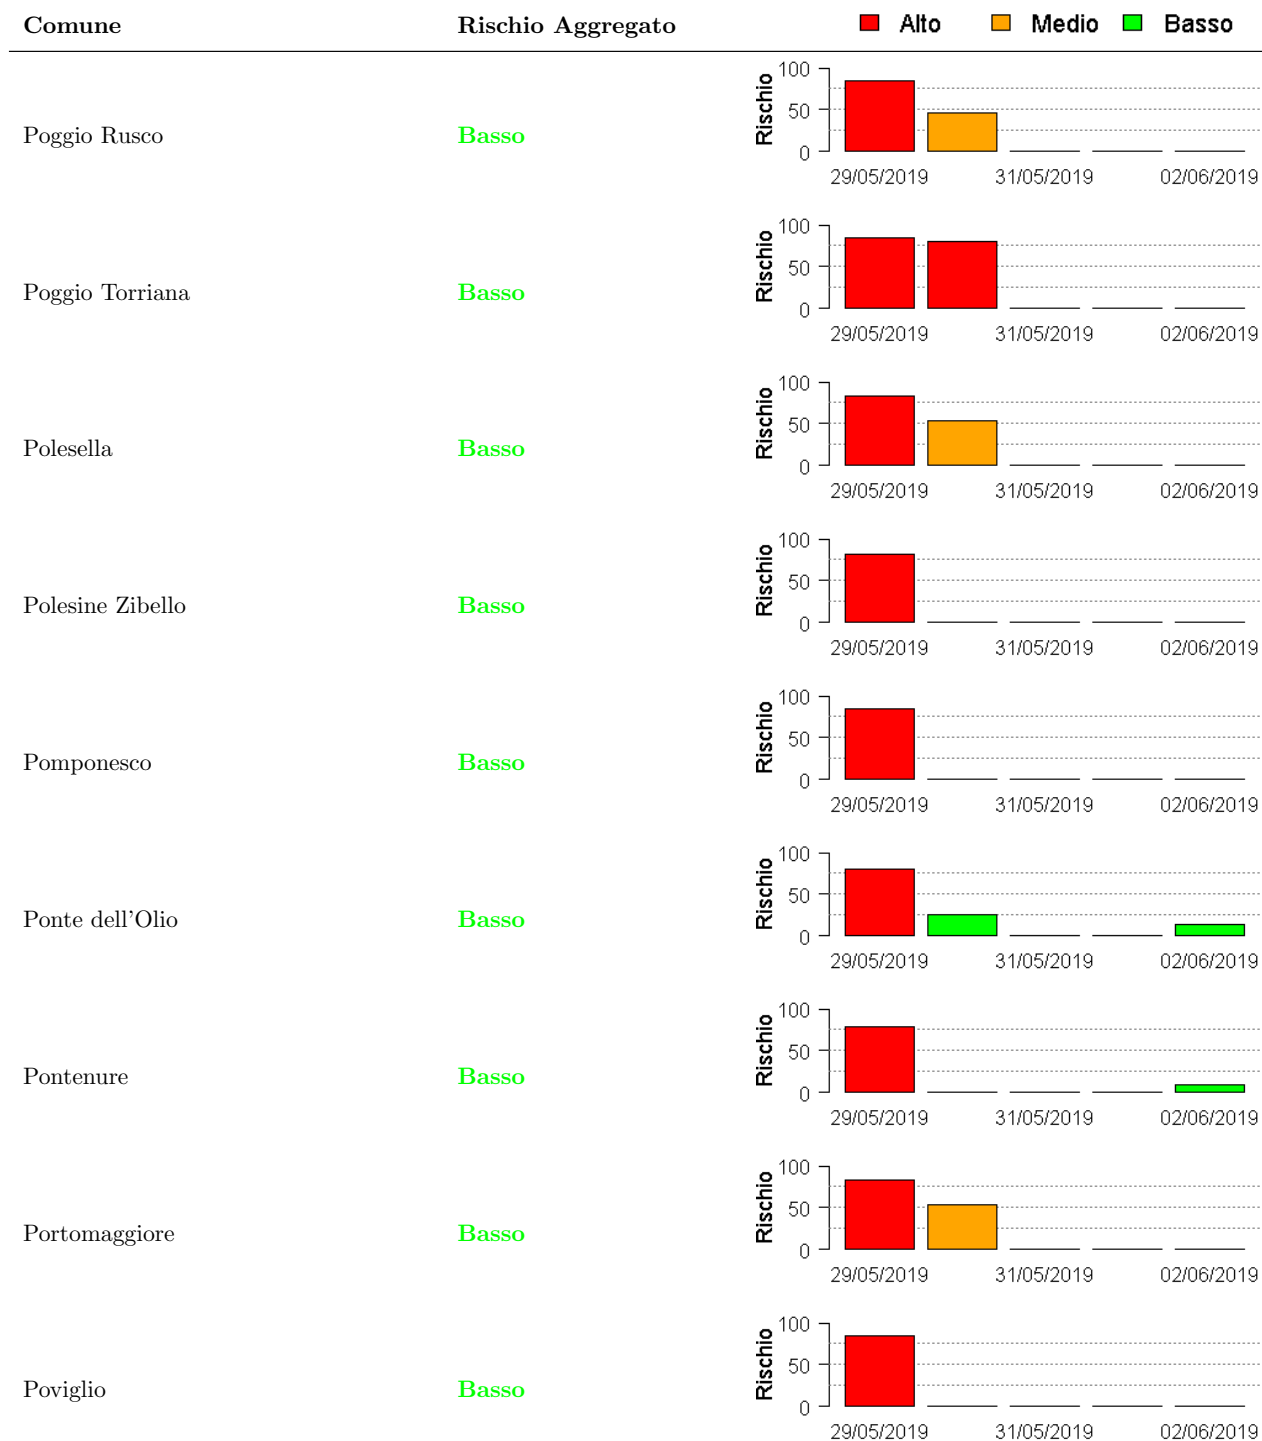 Comune Rischio Aggregato Alto Medio Basso
Poggio Rusco Basso
Rischio
100
50
0
29/05/2019 31/05/2019 02/06/2019
Poggio Torriana Basso
Rischio
100
50
0
29/05/2019 31/05/2019 02/06/2019
Polesella Basso
Rischio
100
50
0
29/05/2019 31/05/2019 02/06/2019
Polesine Zibello Basso
Rischio
100
50
0
29/05/2019 31/05/2019 02/06/2019
Pomponesco Basso
Rischio
100
50
0
29/05/2019 31/05/2019 02/06/2019
Ponte dell'Olio Basso
Rischio
100
50
0
29/05/2019 31/05/2019 02/06/2019
Pontenure Basso
Rischio
100
50
0
29/05/2019 31/05/2019 02/06/2019
Portomaggiore Basso
Rischio
100
50
0
29/05/2019 31/05/2019 02/06/2019
Poviglio Basso
Rischio
100
50
0
29/05/2019 31/05/2019 02/06/2019